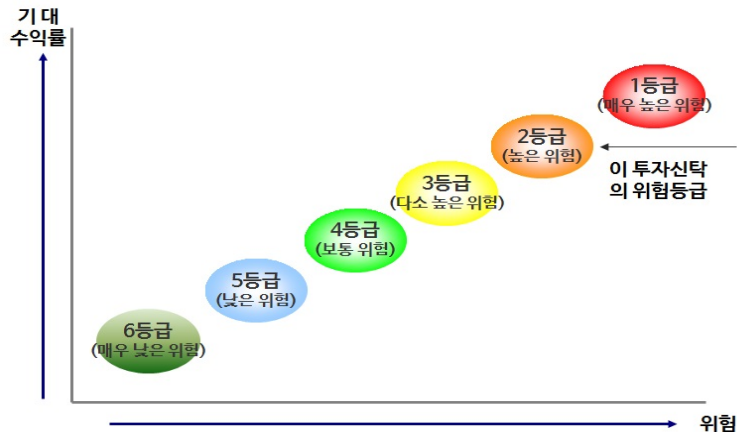 기 대
수익률
1등급
(매우 높은 위험)
2등급
(높은 위험)
이 투자신탁
의 위험등급
3등급
(다소 높은 위험)
4등급
(보통 위험)
5등급
(낮은 위험)
6등급
(매우 낮은 위험)
위험